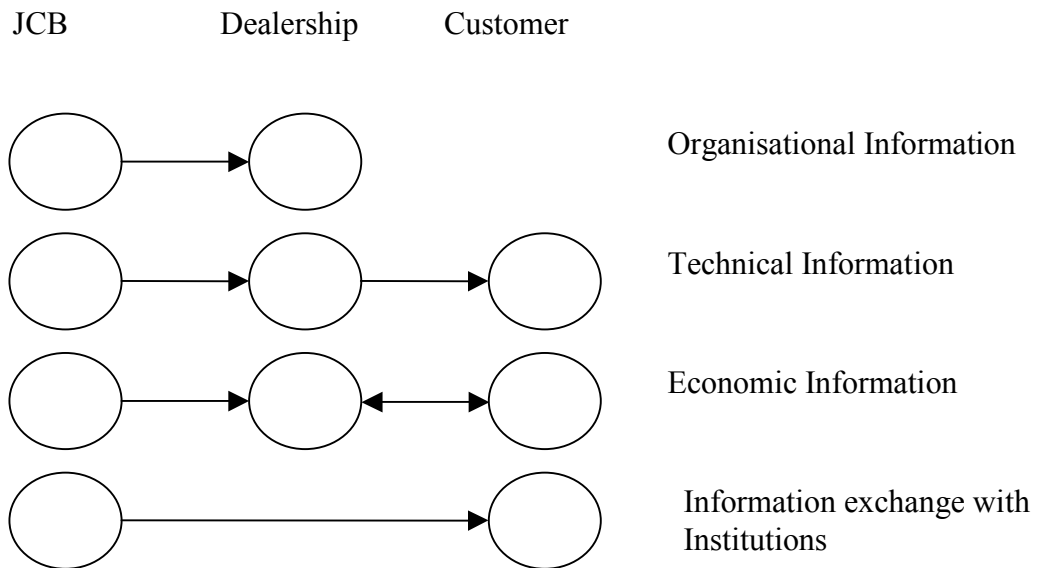 JCB Dealership Customer
Organisational Information
Technical Information
Economic Information
Information exchange with
Institutions